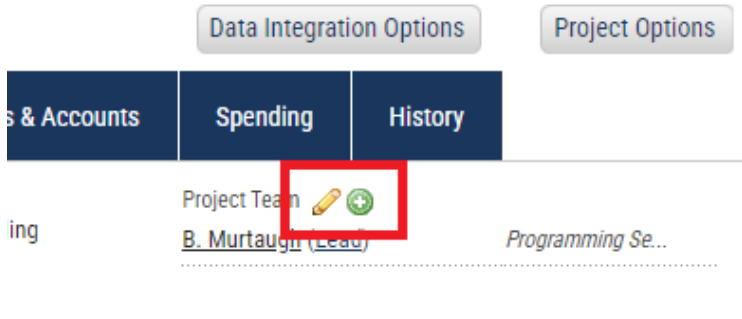 Data Integration Options Project Options
s & Accounts Spending History
Project Team
ing B. Murtaugh (Lead) Programming Se...